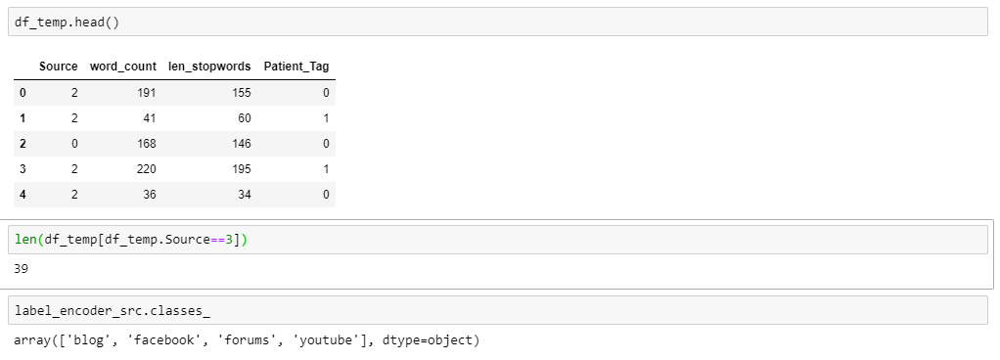 df_temp.head()
Source word_count len_stopwords Patient_Tag
0 2 191 155 0
1 2 41 60 1
2 0 168 146 0
3 2 220 195 1
4 2 36 34 0
len(df_temp[df_temp.Source==3])
39
label_encoder_src.classes_
array(['blog', 'facebook', 'forums', 'youtube'], dtype=object)